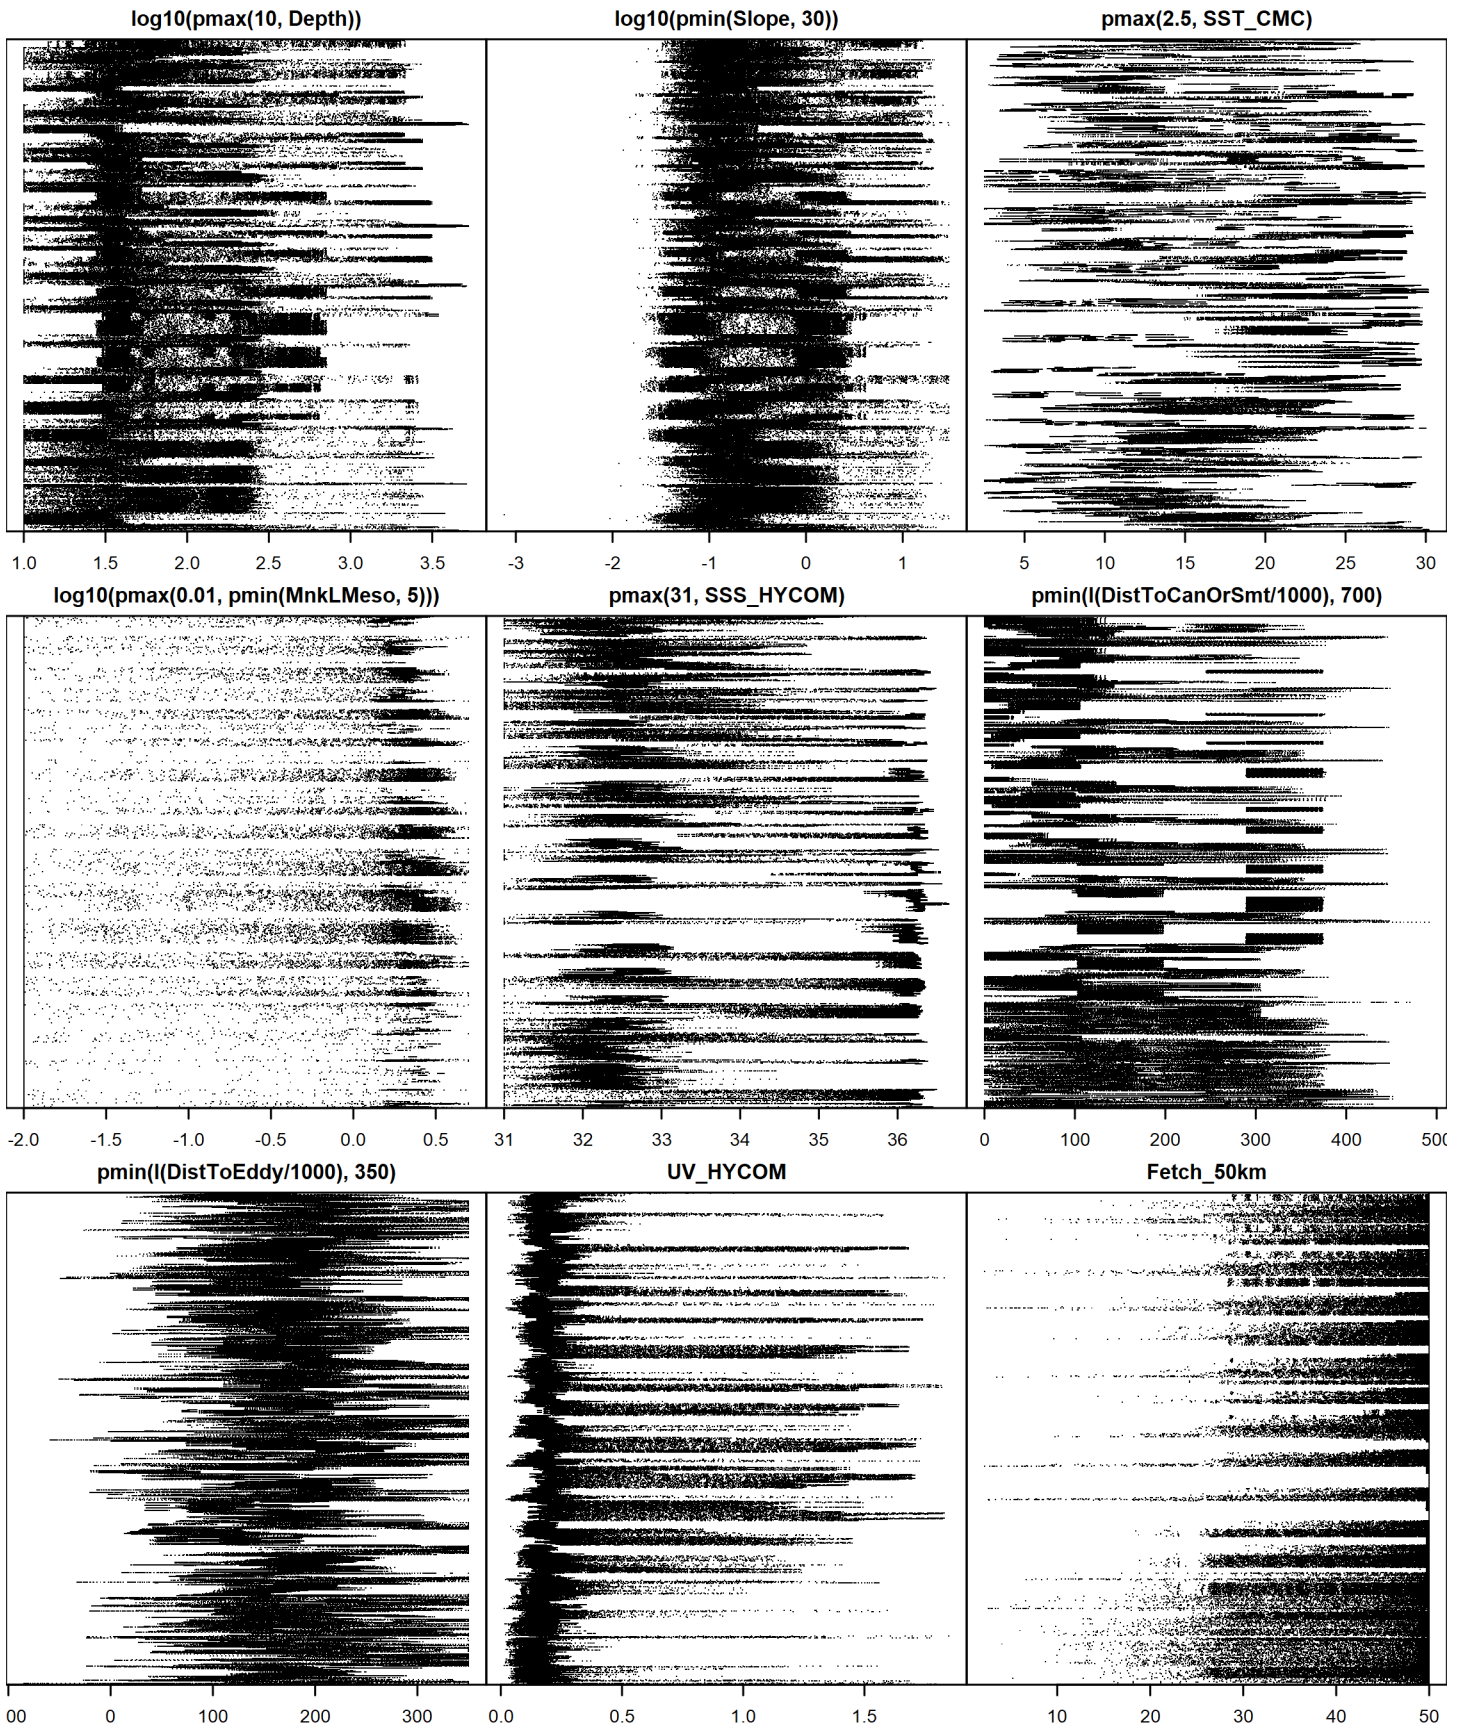 log10(pmax(10, Depth)) log10(pmin(Slope, 30)) pmax(2.5, SST_CMC)
1.0 1.5 2.0 2.5 3.0 3.5 -3 -2 -1 0 1 5 10 15 20 25 30
log10(pmax(0.01, pmin(MnkLMeso, 5))) pmax(31, SSS_HYCOM) pmin(I(DistToCanOrSmt/1000), 700)
-2.0 -1.5 -1.0 -0.5 0.0 0.5 31 32 33 34 35 36 0 100 200 300 400 500
pmin(I(DistToEddy/1000), 350) UV_HYCOM Fetch_50km
00 0 100 200 300 0.0 0.5 1.0 1.5 10 20 30 40 50